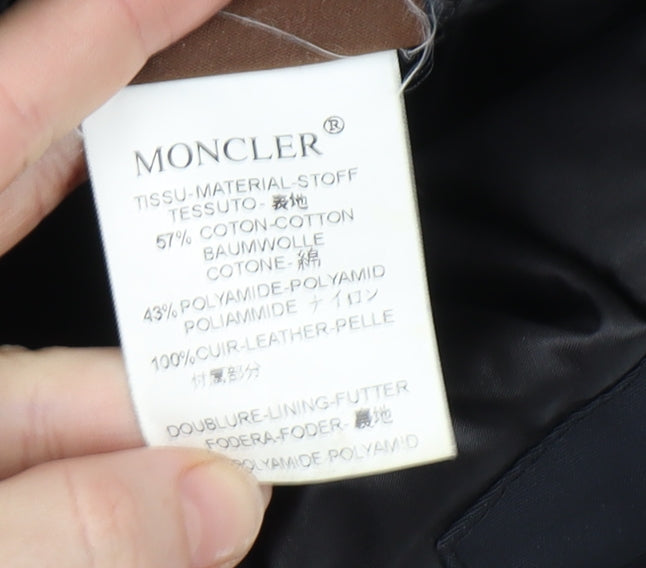 MONCLER®
TISSU-MATERIAL-STOFF
TESSUTO-表地
57% COTON-COTTON
BAUMWOLLE
COTONE-綿
43% POLYAMIDE-POLYAMID
POLIAMMIDE ナイロン
100% CUIR-LEATHER-PELLE
付属部分
DOUBLURE-LINING-FUTTER
FODERA-FODER-裏地
POLYAMIDE POLYAMID